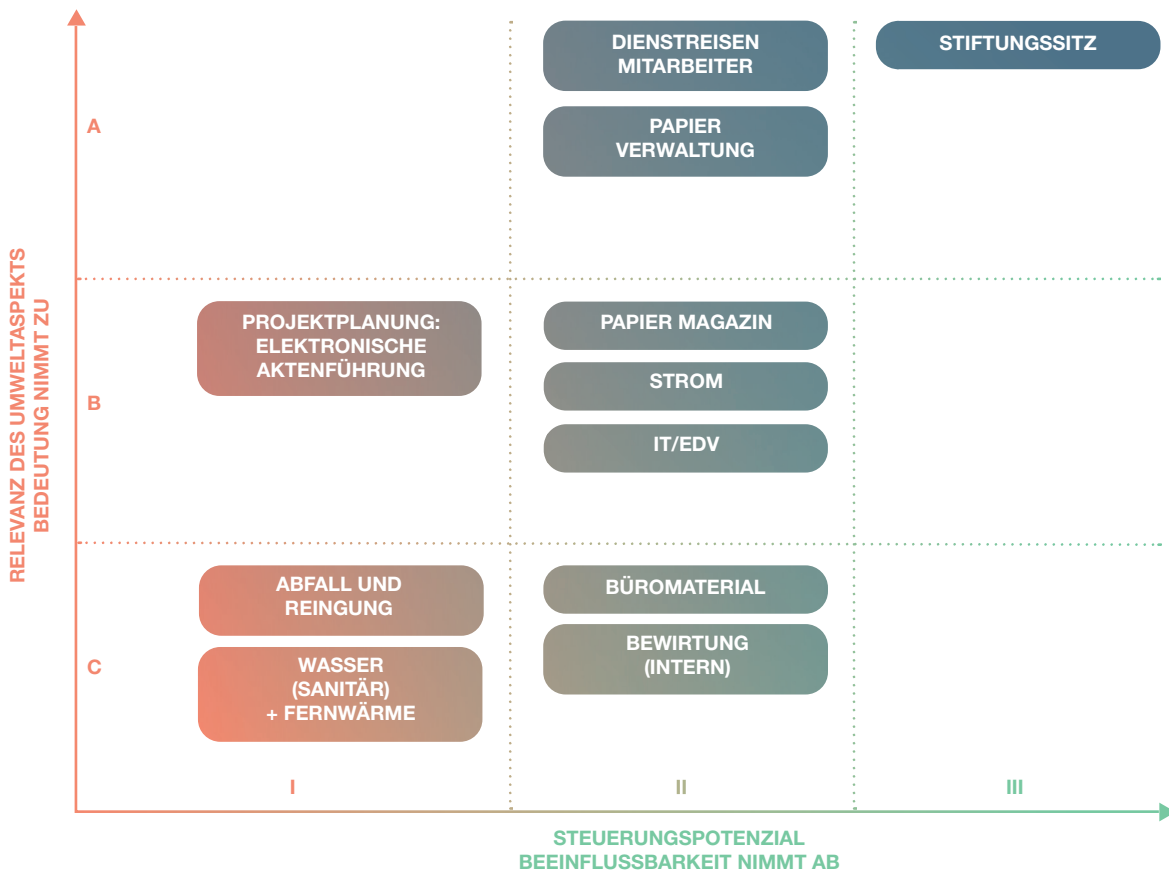 DIENSTREISEN
MITARBEITER
STIFTUNGSSITZ
A
PAPIER
VERWALTUNG
RELEVANZ DES UMWELTASPEKTS
BEDEUTUNG NIMMT ZU
PROJEKTPLANUNG:
ELEKTRONISCHE
AKTENFÜHRUNG
PAPIER MAGAZIN
STROM
B
IT/EDV
ABFALL UND
REINGUNG
BÜROMATERIAL
C
WASSER
(SANITÄR)
+ FERNWÄRME
BEWIRTUNG
(INTERN)
I
II
III
STEUERUNGSPOTENZIAL
BEEINFLUSSBARKEIT NIMMT AB